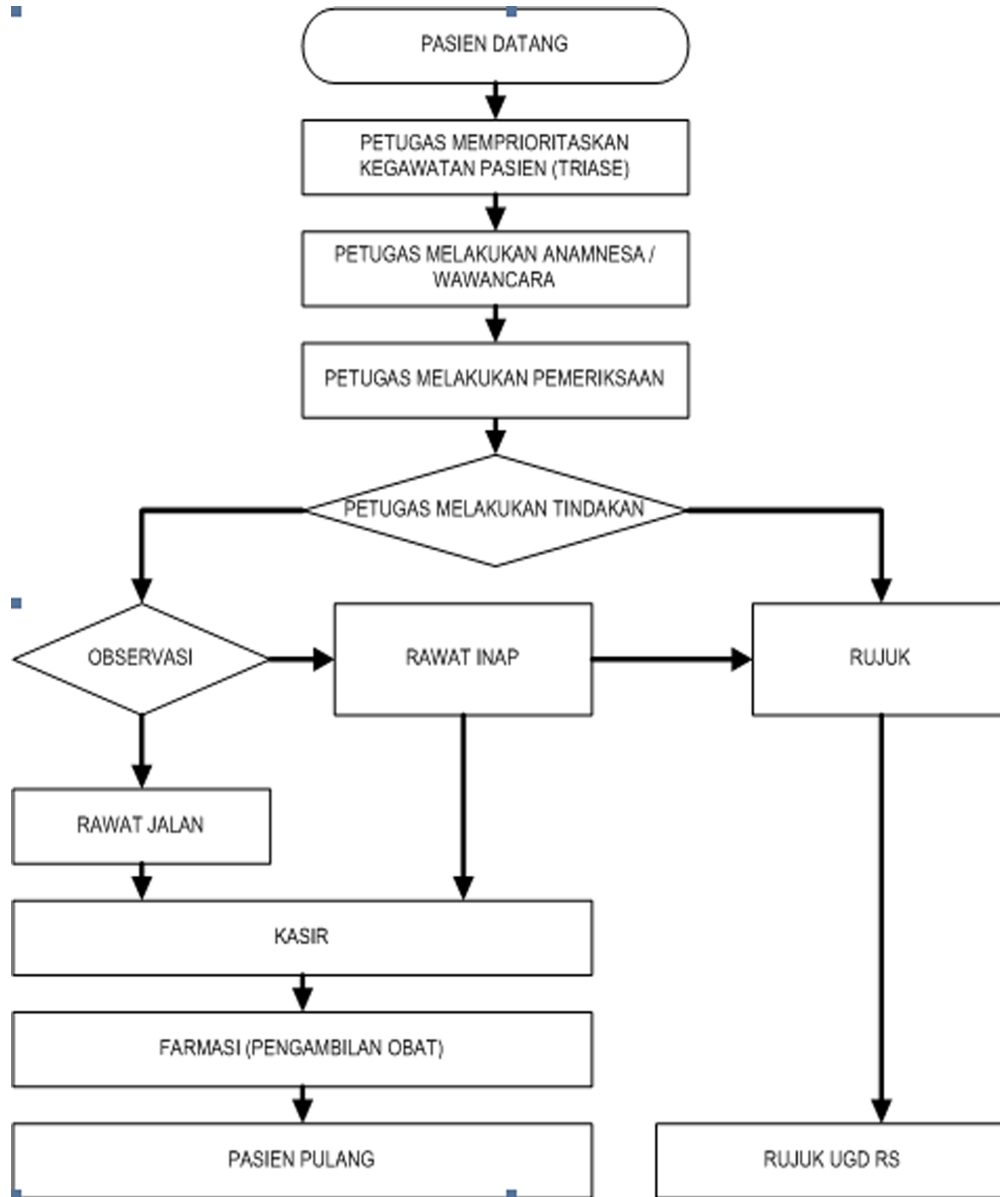 PASIEN DATANG
PETUGAS MEMPRIORITASKAN
KEGAWATAN PASIEN (TRIASE)
PETUGAS MELAKUKAN ANAMNESA /
WAWANCARA
PETUGAS MELAKUKAN PEMERIKSAAN
PETUGAS MELAKUKAN TINDAKAN
OBSERVASI
RAWAT INAP
RUJUK
RAWAT JALAN
KASIR
FARMASI (PENGAMBILAN OBAT)
PASIEN PULANG
RUJUK UGD RS